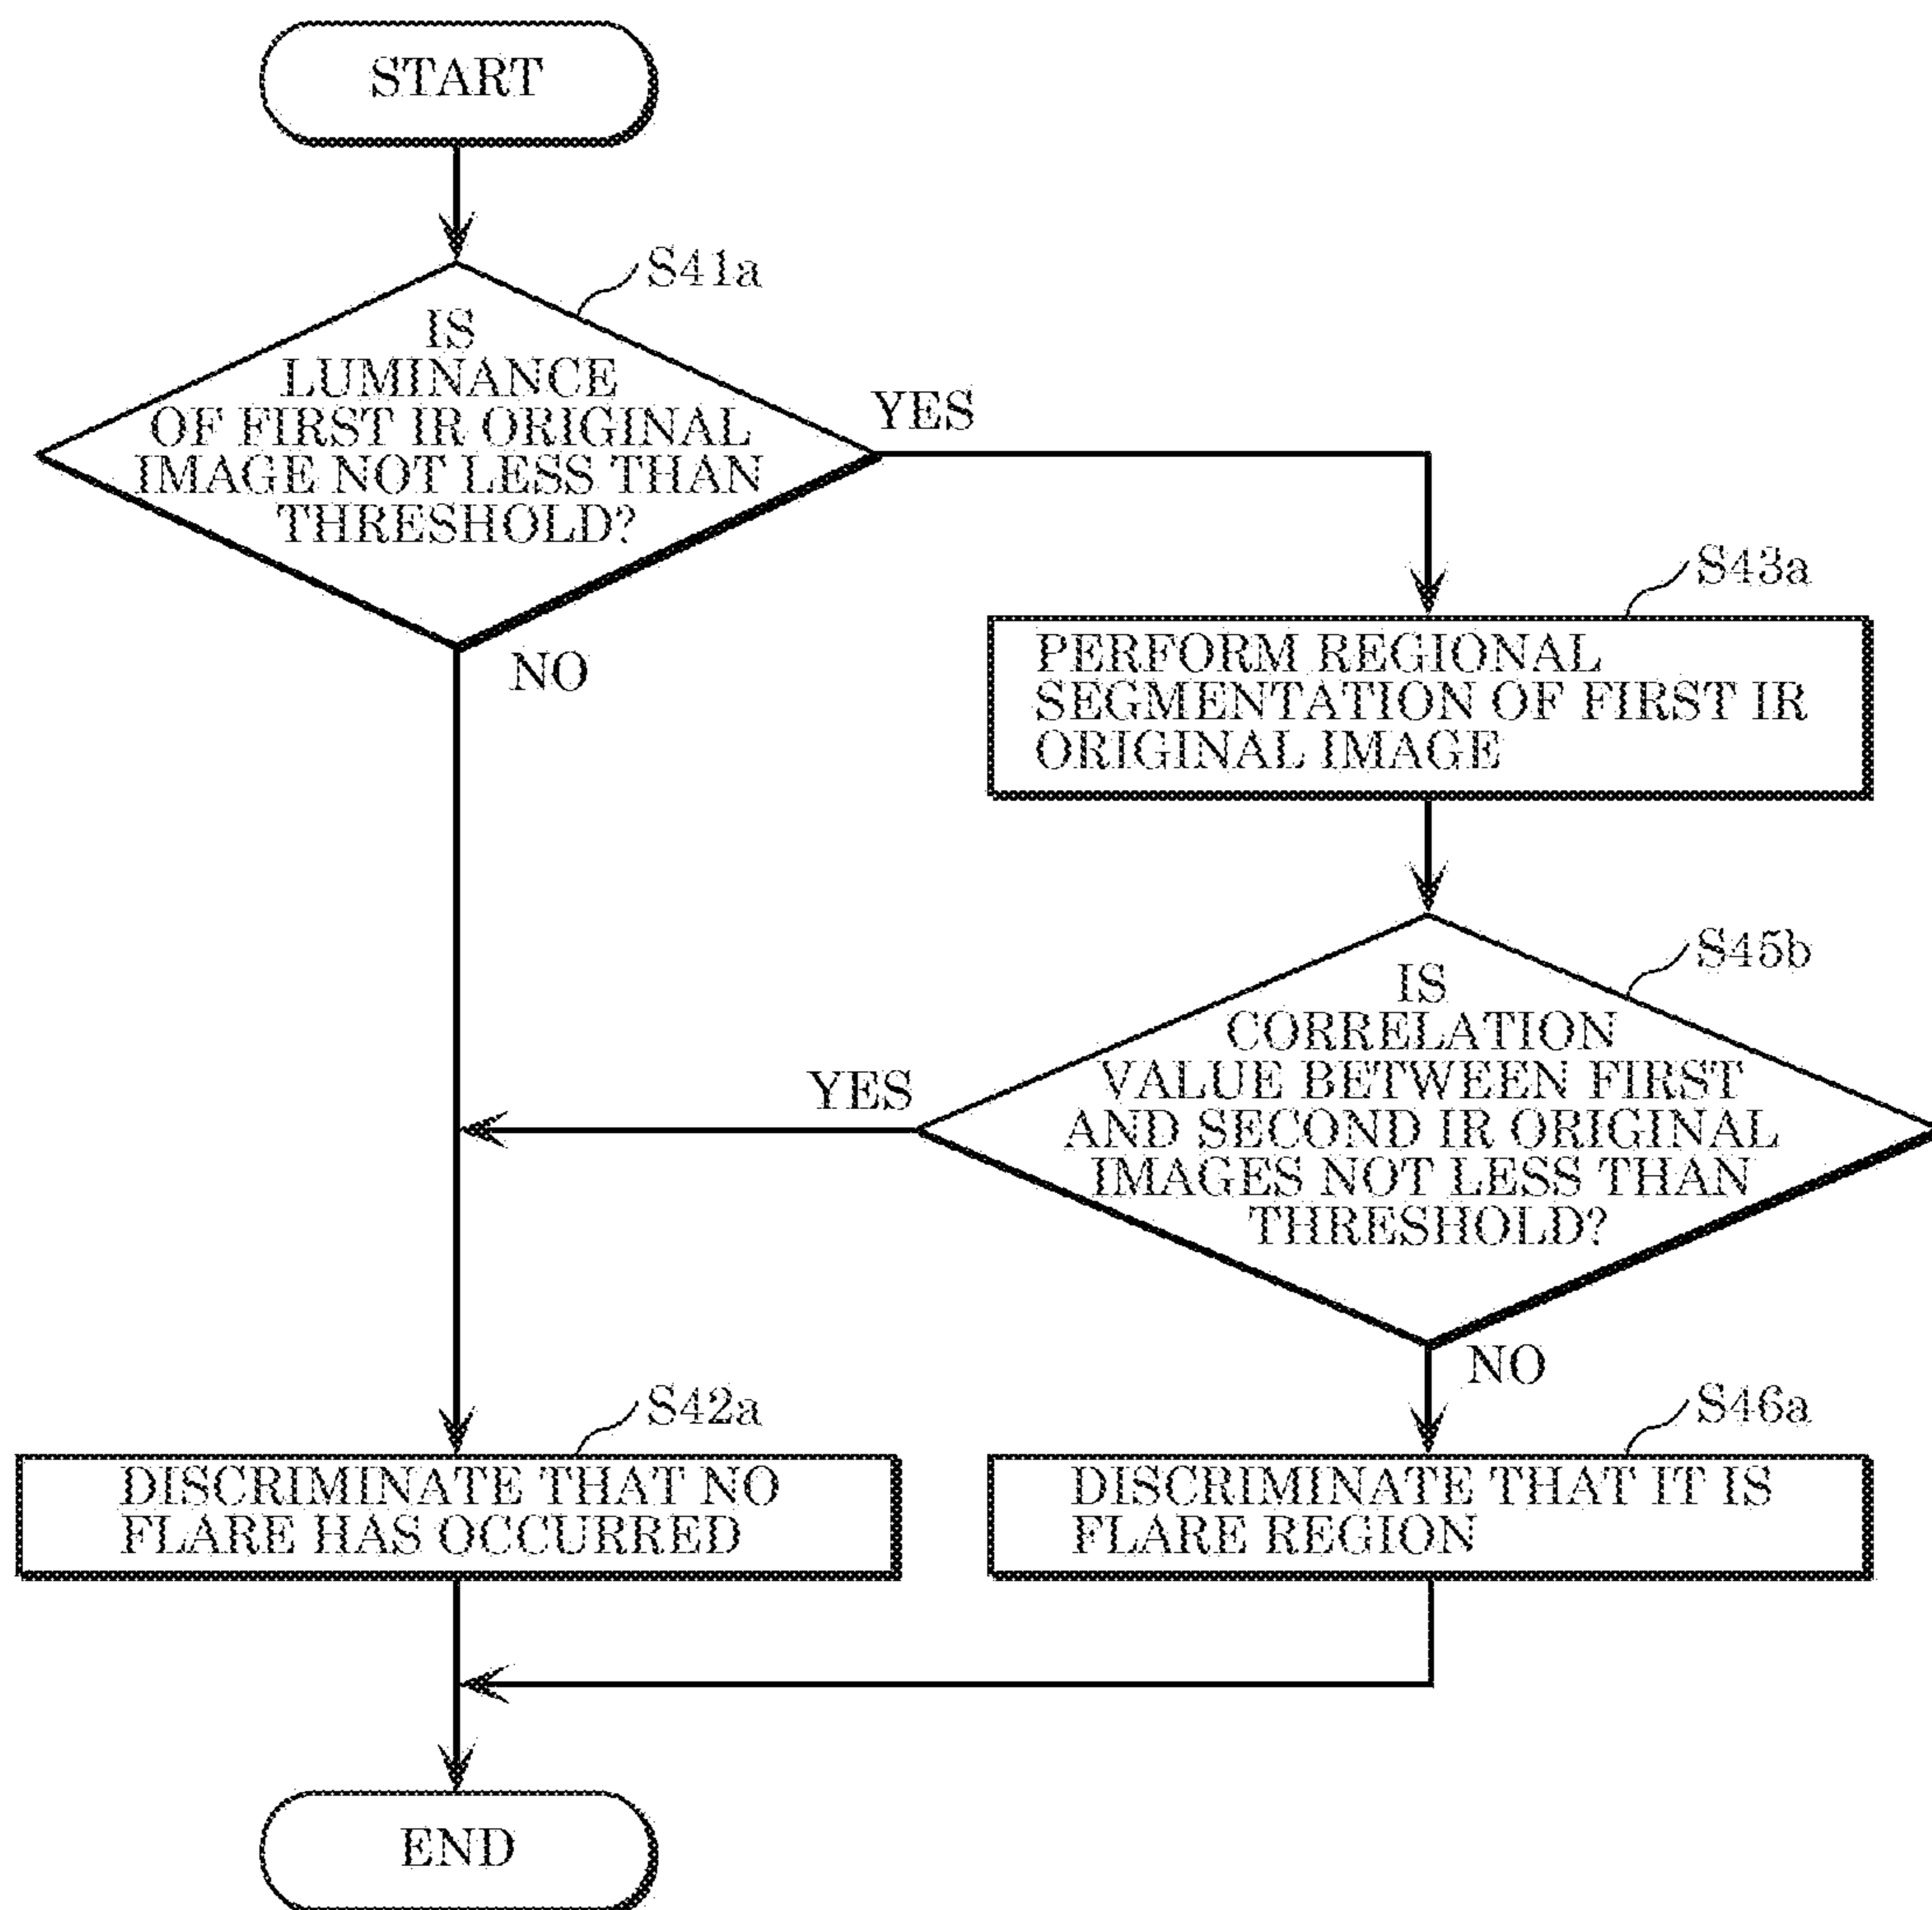 START
S41a
IS
LUMINANCE
OF FIRST IR ORIGINAL
IMAGE NOT LESS THAN
THRESHOLD?
YES
NO
S43a
PERFORM REGIONAL
SEGMENTATION OF FIRST IR
ORIGINAL IMAGE
S45b
IS
CORRELATION
VALUE BETWEEN FIRST
AND SECOND IR ORIGINAL
IMAGES NOT LESS THAN
THRESHOLD?
YES
NO
S42a
DISCRIMINATE THAT NO
FLARE HAS OCCURRED
S46a
DISCRIMINATE THAT IT IS
FLARE REGION
END